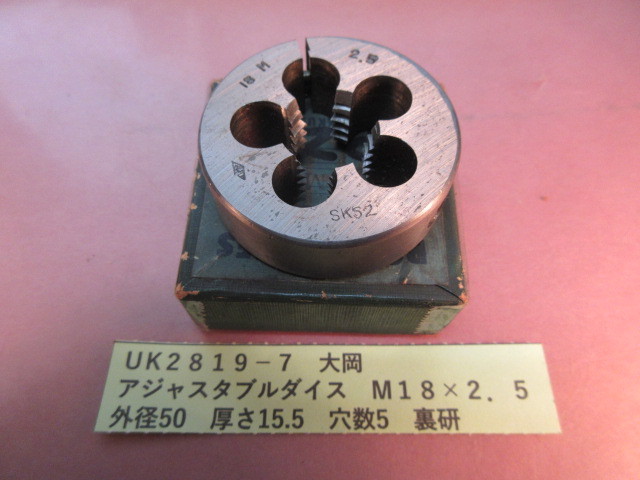 18 M 2.5
SKS2
UK2819-7 大岡
アジャスタブルダイス M18×2.5
外径50 厚さ15.5 穴数5 裏研